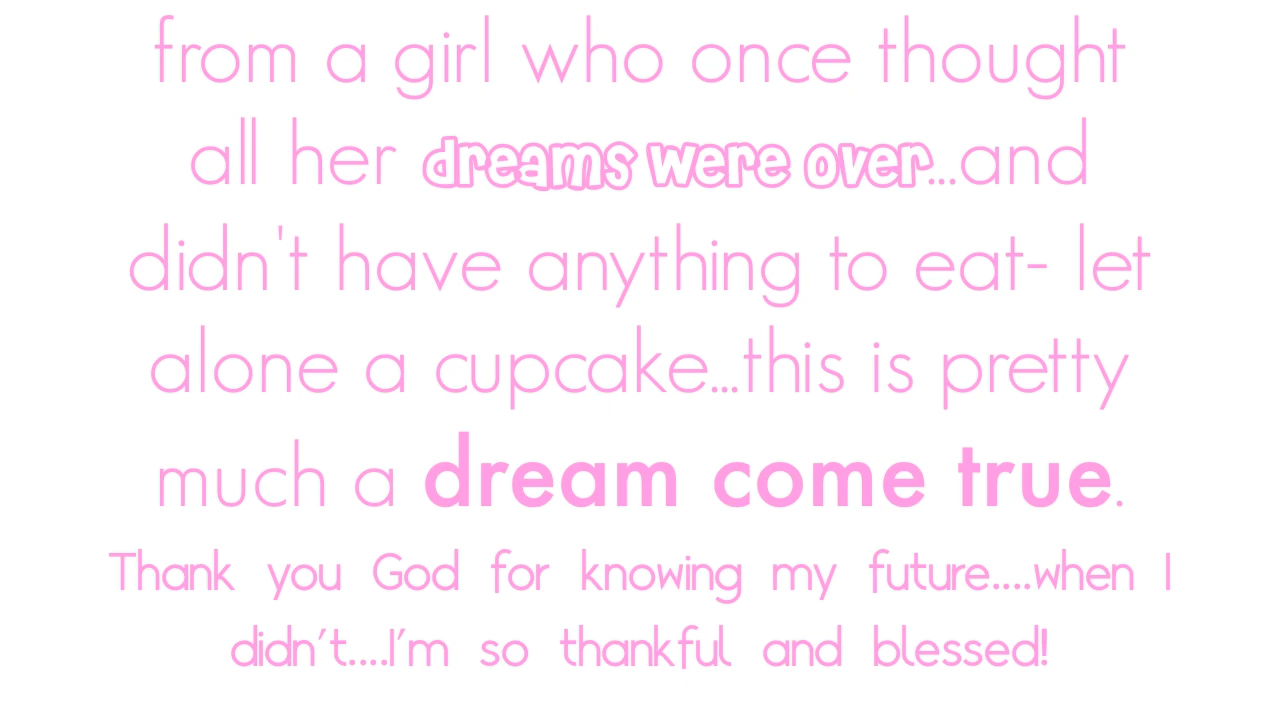 from a girl who once thought
all her dreams were over...and
didn't have anything to eat- let
alone a cupcake...this is pretty
much a dream come true.
Thank you God for knowing my future....when I
didn't....I'm so thankful and blessed!